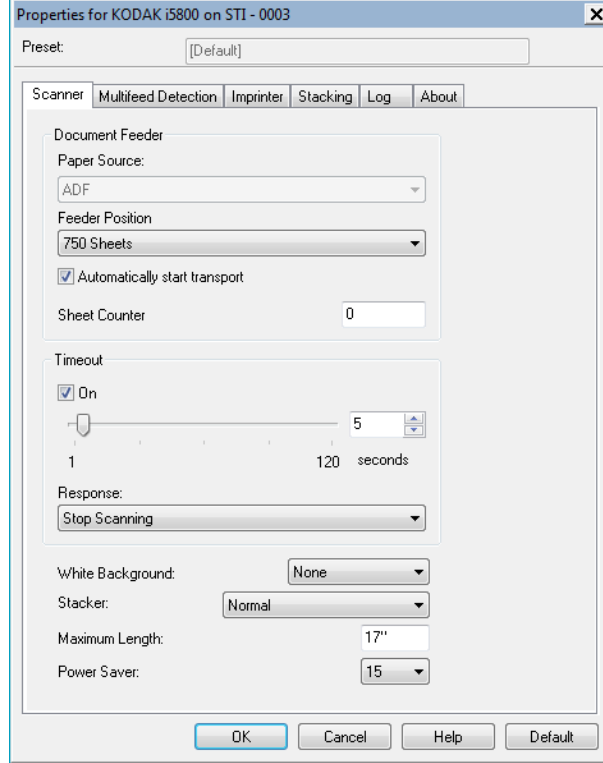 Properties for KODAK i5800 on STI - 0003
Preset: [Default]
Scanner Multifeed Detection Imprinter Stacking Log About
Document Feeder
Paper Source:
ADF
Feeder Position
750 Sheets
Automatically start transport
Sheet Counter 0
Timeout
On
5
1 120 seconds
Response:
Stop Scanning
White Background: None
Stacker: Normal
Maximum Length: 17"
Power Saver: 15
OK Cancel Help Default